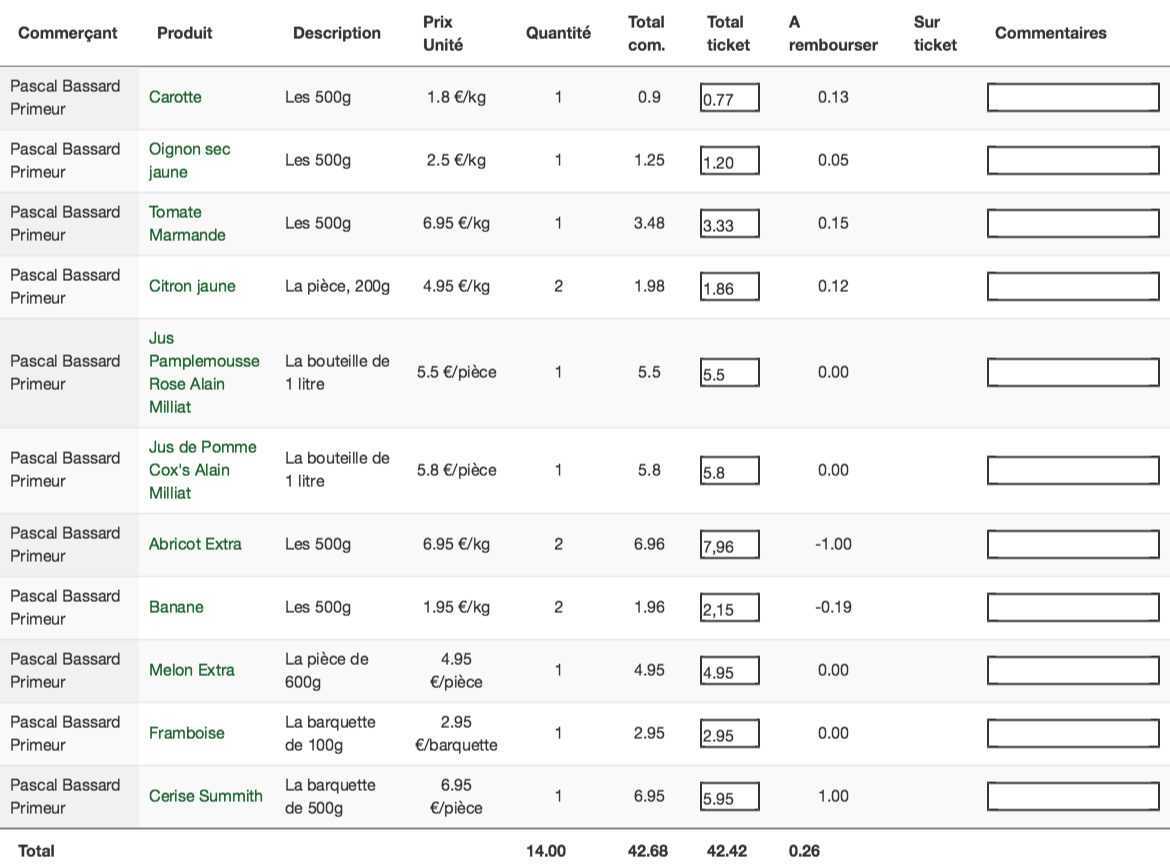 Commerçant Produit Description Prix Unité Quantité Total com. Total ticket A rembourser Sur ticket Commentaires
Pascal Bassard Primeur Carotte Les 500g 1.8 €/kg 1 0.9 0.77 0.13
Pascal Bassard Primeur Oignon sec jaune Les 500g 2.5 €/kg 1 1.25 1.20 0.05
Pascal Bassard Primeur Tomate Marmande Les 500g 6.95 €/kg 1 3.48 3.33 0.15
Pascal Bassard Primeur Citron jaune La pièce, 200g 4.95 €/kg 2 1.98 1.86 0.12
Pascal Bassard Primeur Jus Pamplemousse Rose Alain Milliat La bouteille de 1 litre 5.5 €/pièce 1 5.5 5.5 0.00
Pascal Bassard Primeur Jus de Pomme Cox's Alain Milliat La bouteille de 1 litre 5.8 €/pièce 1 5.8 5.8 0.00
Pascal Bassard Primeur Abricot Extra Les 500g 6.95 €/kg 2 6.96 7,96 -1.00
Pascal Bassard Primeur Banane Les 500g 1.95 €/kg 2 1.96 2,15 -0.19
Pascal Bassard Primeur Melon Extra La pièce de 600g 4.95 €/pièce 1 4.95 4.95 0.00
Pascal Bassard Primeur Framboise La barquette de 100g 2.95 €/barquette 1 2.95 2.95 0.00
Pascal Bassard Primeur Cerise Summith La barquette de 500g 6.95 €/pièce 1 6.95 5.95 1.00
Total 14.00 42.68 42.42 0.26